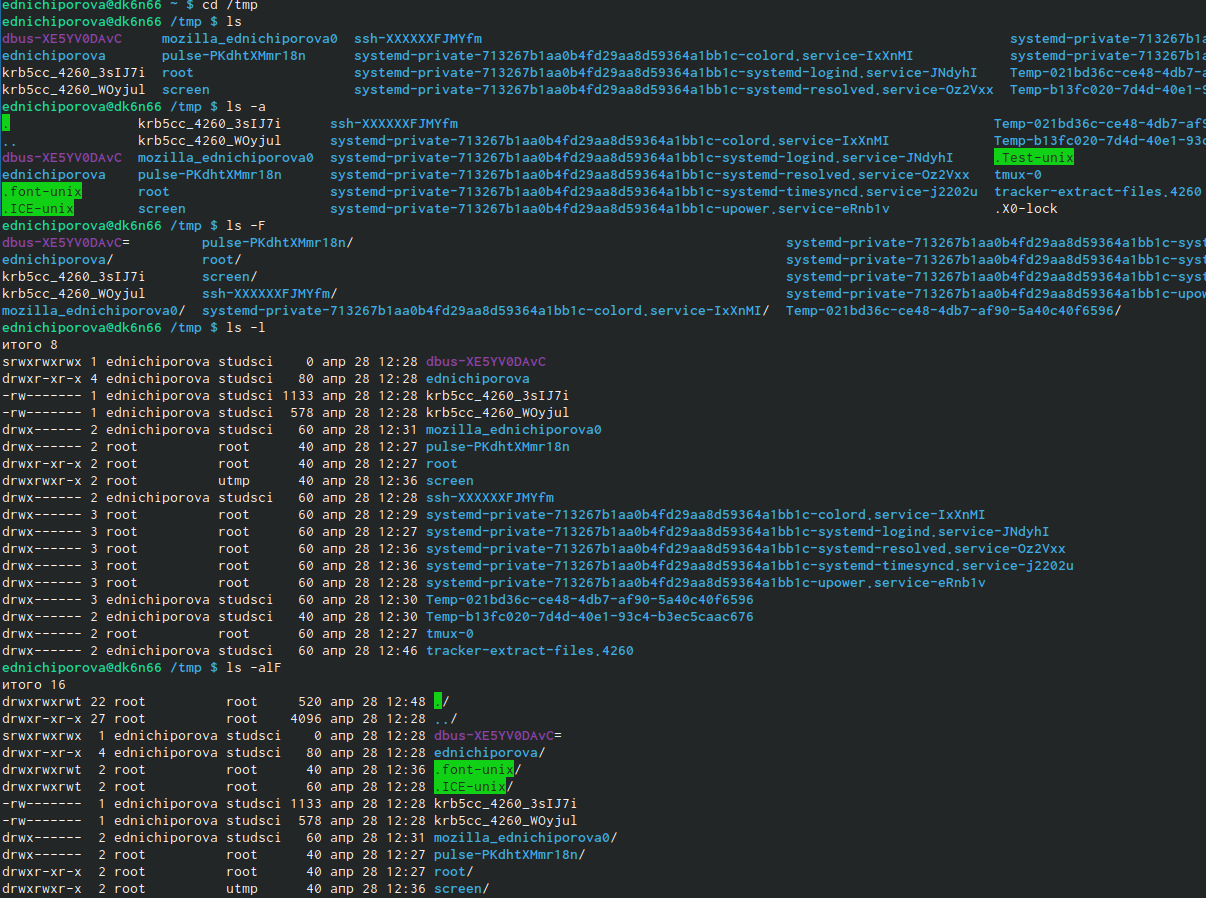 ednichiporova@dk6n66 ~ $ cd /tmp
ednichiporova@dk6n66 /tmp $ ls
dbus-XE5YV0DAvC mozilla_ednichiporova0 ssh-XXXXXXFJMYfm systemd-private-713267b1a
ednichiporova pulse-PKdhtXMmr18n systemd-private-713267b1aa0b4fd29aa8d59364a1bb1c-colord.service-IxXnMI systemd-private-713267b1a
krb5cc_4260_3sIJ7i root systemd-private-713267b1aa0b4fd29aa8d59364a1bb1c-systemd-logind.service-JNdyhI Temp-021bd36c-ce48-4db7-a
krb5cc_4260_WOyjul screen systemd-private-713267b1aa0b4fd29aa8d59364a1bb1c-systemd-resolved.service-Oz2Vxx Temp-b13fc020-7d4d-40e1-9
ednichiporova@dk6n66 /tmp $ ls -a
. krb5cc_4260_3sIJ7i ssh-XXXXXXFJMYfm Temp-021bd36c-ce48-4db7-af9
.. krb5cc_4260_WOyjul systemd-private-713267b1aa0b4fd29aa8d59364a1bb1c-colord.service-IxXnMI Temp-b13fc020-7d4d-40e1-93c
dbus-XE5YV0DAvC mozilla_ednichiporova0 systemd-private-713267b1aa0b4fd29aa8d59364a1bb1c-systemd-logind.service-JNdyhI .Test-unix
ednichiporova pulse-PKdhtXMmr18n systemd-private-713267b1aa0b4fd29aa8d59364a1bb1c-systemd-resolved.service-Oz2Vxx tmux-0
.font-unix root systemd-private-713267b1aa0b4fd29aa8d59364a1bb1c-systemd-timesyncd.service-j2202u tracker-extract-files.4260
.ICE-unix screen systemd-private-713267b1aa0b4fd29aa8d59364a1bb1c-upower.service-eRnb1v .X0-lock
ednichiporova@dk6n66 /tmp $ ls -F
dbus-XE5YV0DAvC= pulse-PKdhtXMmr18n/ systemd-private-713267b1aa0b4fd29aa8d59364a1bb1c-syst
ednichiporova/ root/ systemd-private-713267b1aa0b4fd29aa8d59364a1bb1c-syst
krb5cc_4260_3sIJ7i screen/ systemd-private-713267b1aa0b4fd29aa8d59364a1bb1c-syst
krb5cc_4260_WOyjul ssh-XXXXXXFJMYfm/ systemd-private-713267b1aa0b4fd29aa8d59364a1bb1c-upow
mozilla_ednichiporova0/ systemd-private-713267b1aa0b4fd29aa8d59364a1bb1c-colord.service-IxXnMI/ Temp-021bd36c-ce48-4db7-af90-5a40c40f6596/
ednichiporova@dk6n66 /tmp $ ls -l
итого 8
srwxrwxrwx 1 ednichiporova studsci 0 апр 28 12:28 dbus-XE5YV0DAvC
drwxr-xr-x 4 ednichiporova studsci 80 апр 28 12:28 ednichiporova
-rw------- 1 ednichiporova studsci 1133 апр 28 12:28 krb5cc_4260_3sIJ7i
-rw------- 1 ednichiporova studsci 578 апр 28 12:28 krb5cc_4260_WOyjul
drwx------ 2 ednichiporova studsci 60 апр 28 12:31 mozilla_ednichiporova0
drwx------ 2 root root 40 апр 28 12:27 pulse-PKdhtXMmr18n
drwxr-xr-x 2 root root 40 апр 28 12:27 root
drwxrwxr-x 2 root utmp 40 апр 28 12:36 screen
drwx------ 2 ednichiporova studsci 60 апр 28 12:28 ssh-XXXXXXFJMYfm
drwx------ 3 root root 60 апр 28 12:29 systemd-private-713267b1aa0b4fd29aa8d59364a1bb1c-colord.service-IxXnMI
drwx------ 3 root root 60 апр 28 12:27 systemd-private-713267b1aa0b4fd29aa8d59364a1bb1c-systemd-logind.service-JNdyhI
drwx------ 3 root root 60 апр 28 12:36 systemd-private-713267b1aa0b4fd29aa8d59364a1bb1c-systemd-resolved.service-Oz2Vxx
drwx------ 3 root root 60 апр 28 12:36 systemd-private-713267b1aa0b4fd29aa8d59364a1bb1c-systemd-timesyncd.service-j2202u
drwx------ 3 root root 60 апр 28 12:28 systemd-private-713267b1aa0b4fd29aa8d59364a1bb1c-upower.service-eRnb1v
drwx------ 3 ednichiporova studsci 60 апр 28 12:30 Temp-021bd36c-ce48-4db7-af90-5a40c40f6596
drwx------ 2 ednichiporova studsci 40 апр 28 12:30 Temp-b13fc020-7d4d-40e1-93c4-b3ec5caac676
drwx------ 2 root root 60 апр 28 12:27 tmux-0
drwx------ 2 ednichiporova studsci 60 апр 28 12:46 tracker-extract-files.4260
ednichiporova@dk6n66 /tmp $ ls -alF
итого 16
drwxrwxrwt 22 root root 520 апр 28 12:48 ./
drwxr-xr-x 27 root root 4096 апр 28 12:28 ../
srwxrwxrwx 1 ednichiporova studsci 0 апр 28 12:28 dbus-XE5YV0DAvC=
drwxr-xr-x 4 ednichiporova studsci 80 апр 28 12:28 ednichiporova/
drwxrwxrwt 2 root root 40 апр 28 12:36 .font-unix/
drwxrwxrwt 2 root root 60 апр 28 12:28 .ICE-unix/
-rw------- 1 ednichiporova studsci 1133 апр 28 12:28 krb5cc_4260_3sIJ7i
-rw------- 1 ednichiporova studsci 578 апр 28 12:28 krb5cc_4260_WOyjul
drwx------ 2 ednichiporova studsci 60 апр 28 12:31 mozilla_ednichiporova0/
drwx------ 2 root root 40 апр 28 12:27 pulse-PKdhtXMmr18n/
drwxr-xr-x 2 root root 40 апр 28 12:27 root/
drwxrwxr-x 2 root utmp 40 апр 28 12:36 screen/